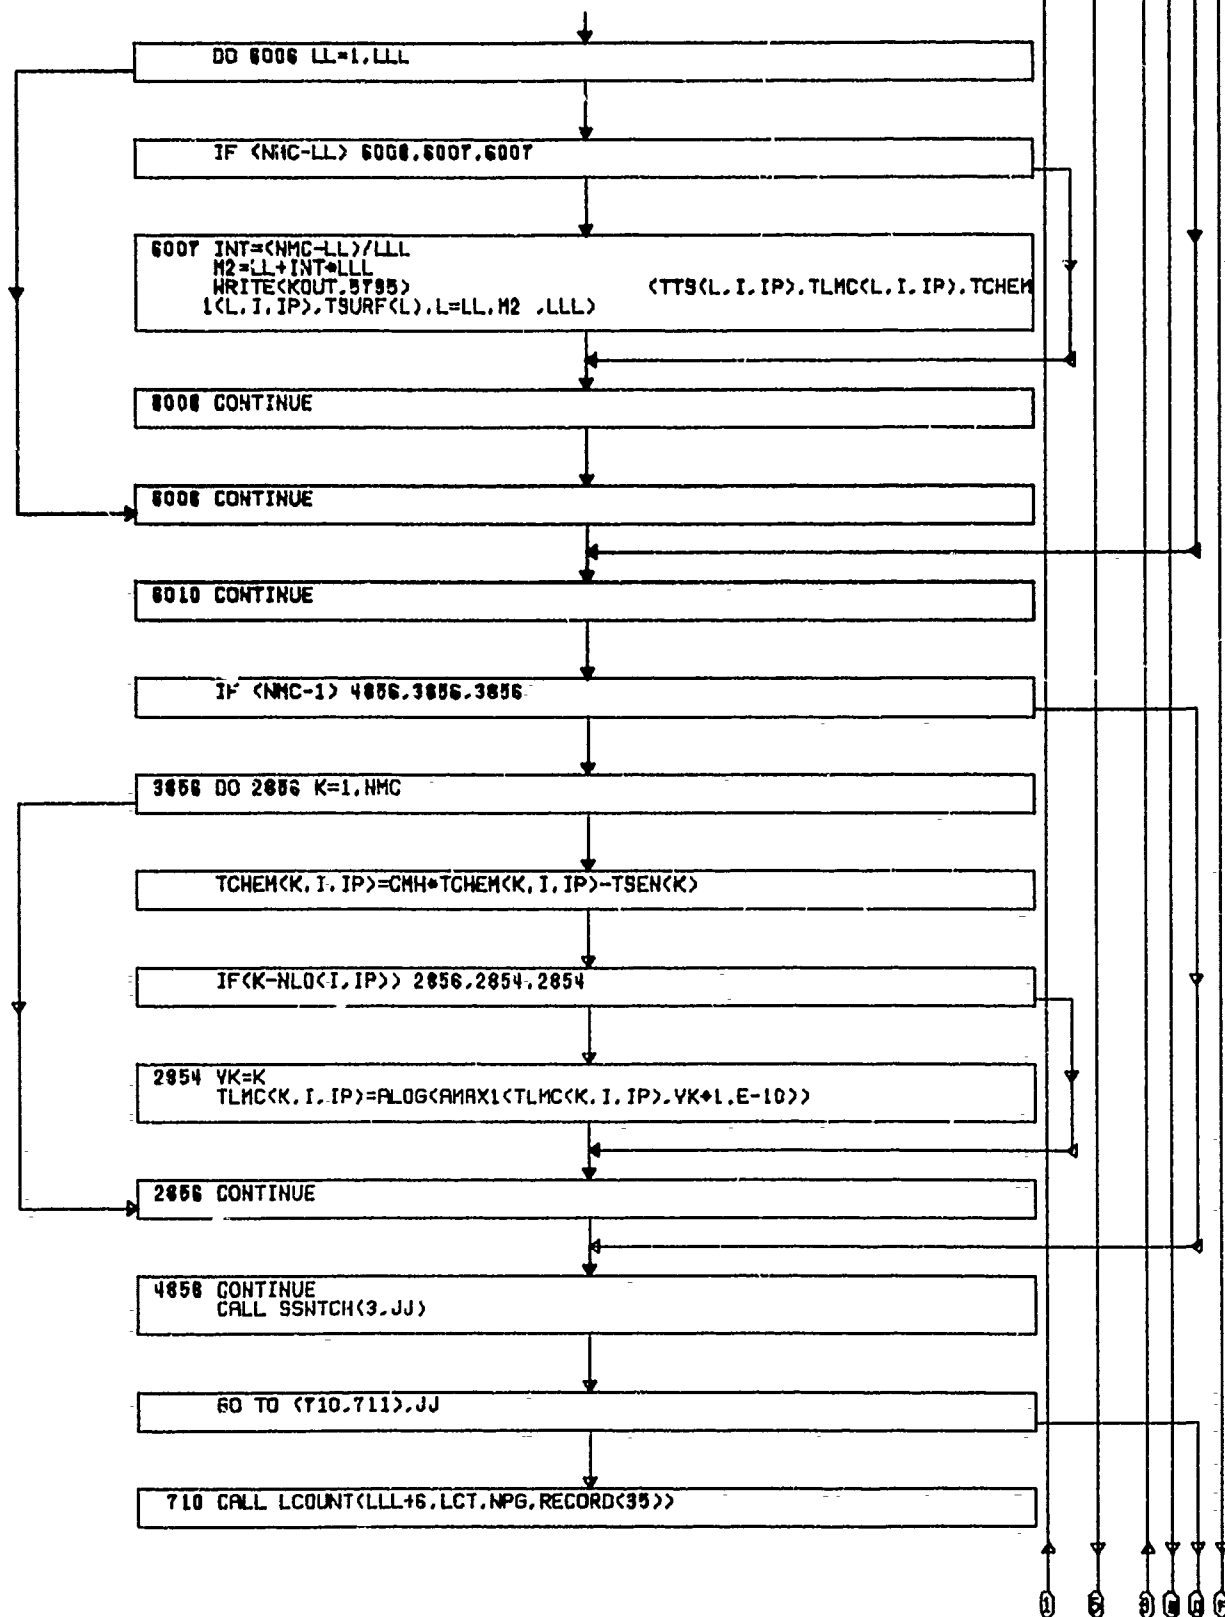 DO 6006 LL=1,LLL
IF (NMC-LL) 6008,6007,6007
6007 INT=(NMC-LL)/LLL
M2=LL+INT*LLL
WRITE(KOUT,5795) (TTS(L,I,IP),TLMC(L,I,IP),TCHEM
1(L,I,IP),TSURF(L),L=LL,M2 ,LLL)
6008 CONTINUE
6006 CONTINUE
6010 CONTINUE
IF (NMC-1) 4856,3856,3856
3856 DO 2856 K=1,NMC
TCHEM(K,I,IP)=CMH*TCHEM(K,I,IP)-TSEN(K)
IF(K-NLO(I,IP)) 2856,2854,2854
2854 VK=K
TLMC(K,I,IP)=ALOG(AMAX1(TLMC(K,I,IP),VK*1.E-10))
2856 CONTINUE
4856 CONTINUE
CALL SSWTCH(3,JJ)
GO TO (710,711),JJ
710 CALL LCOUNT(LLL+6,LCT,NPG,RECORD(35))